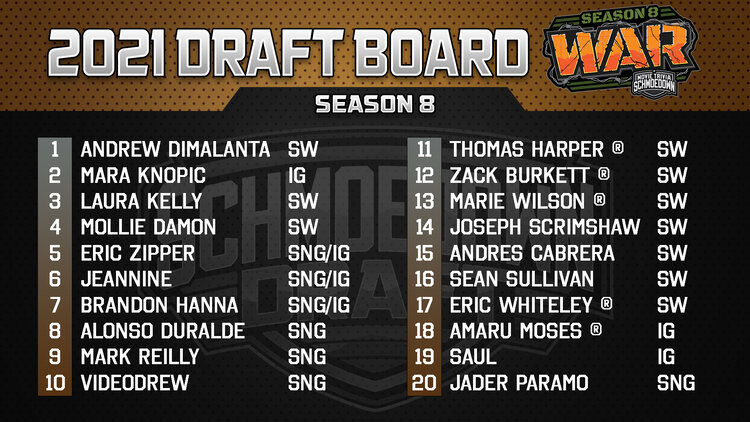 2021 DRAFT BOARD
SEASON 8
WAR
MOVIE TRIVIA
SCHMOEDOWN
SEASON 8
1 ANDREW DIMALANTA SW
2 MARA KNOPIC IG
3 LAURA KELLY SW
4 MOLLIE DAMON SW
5 ERIC ZIPPER SNG/IG
6 JEANNINE SNG/IG
7 BRANDON HANNA SNG/IG
8 ALONSO DURALDE SNG
9 MARK REILLY SNG
10 VIDEODREW SNG
11 THOMAS HARPER ® SW
12 ZACK BURKETT ® SW
13 MARIE WILSON ® SW
14 JOSEPH SCRIMSHAW SW
15 ANDRES CABRERA SW
16 SEAN SULLIVAN SW
17 ERIC WHITELEY ® SW
18 AMARU MOSES ® IG
19 SAUL IG
20 JADER PARAMO SNG
SCHMOEDOWN
DRAFT